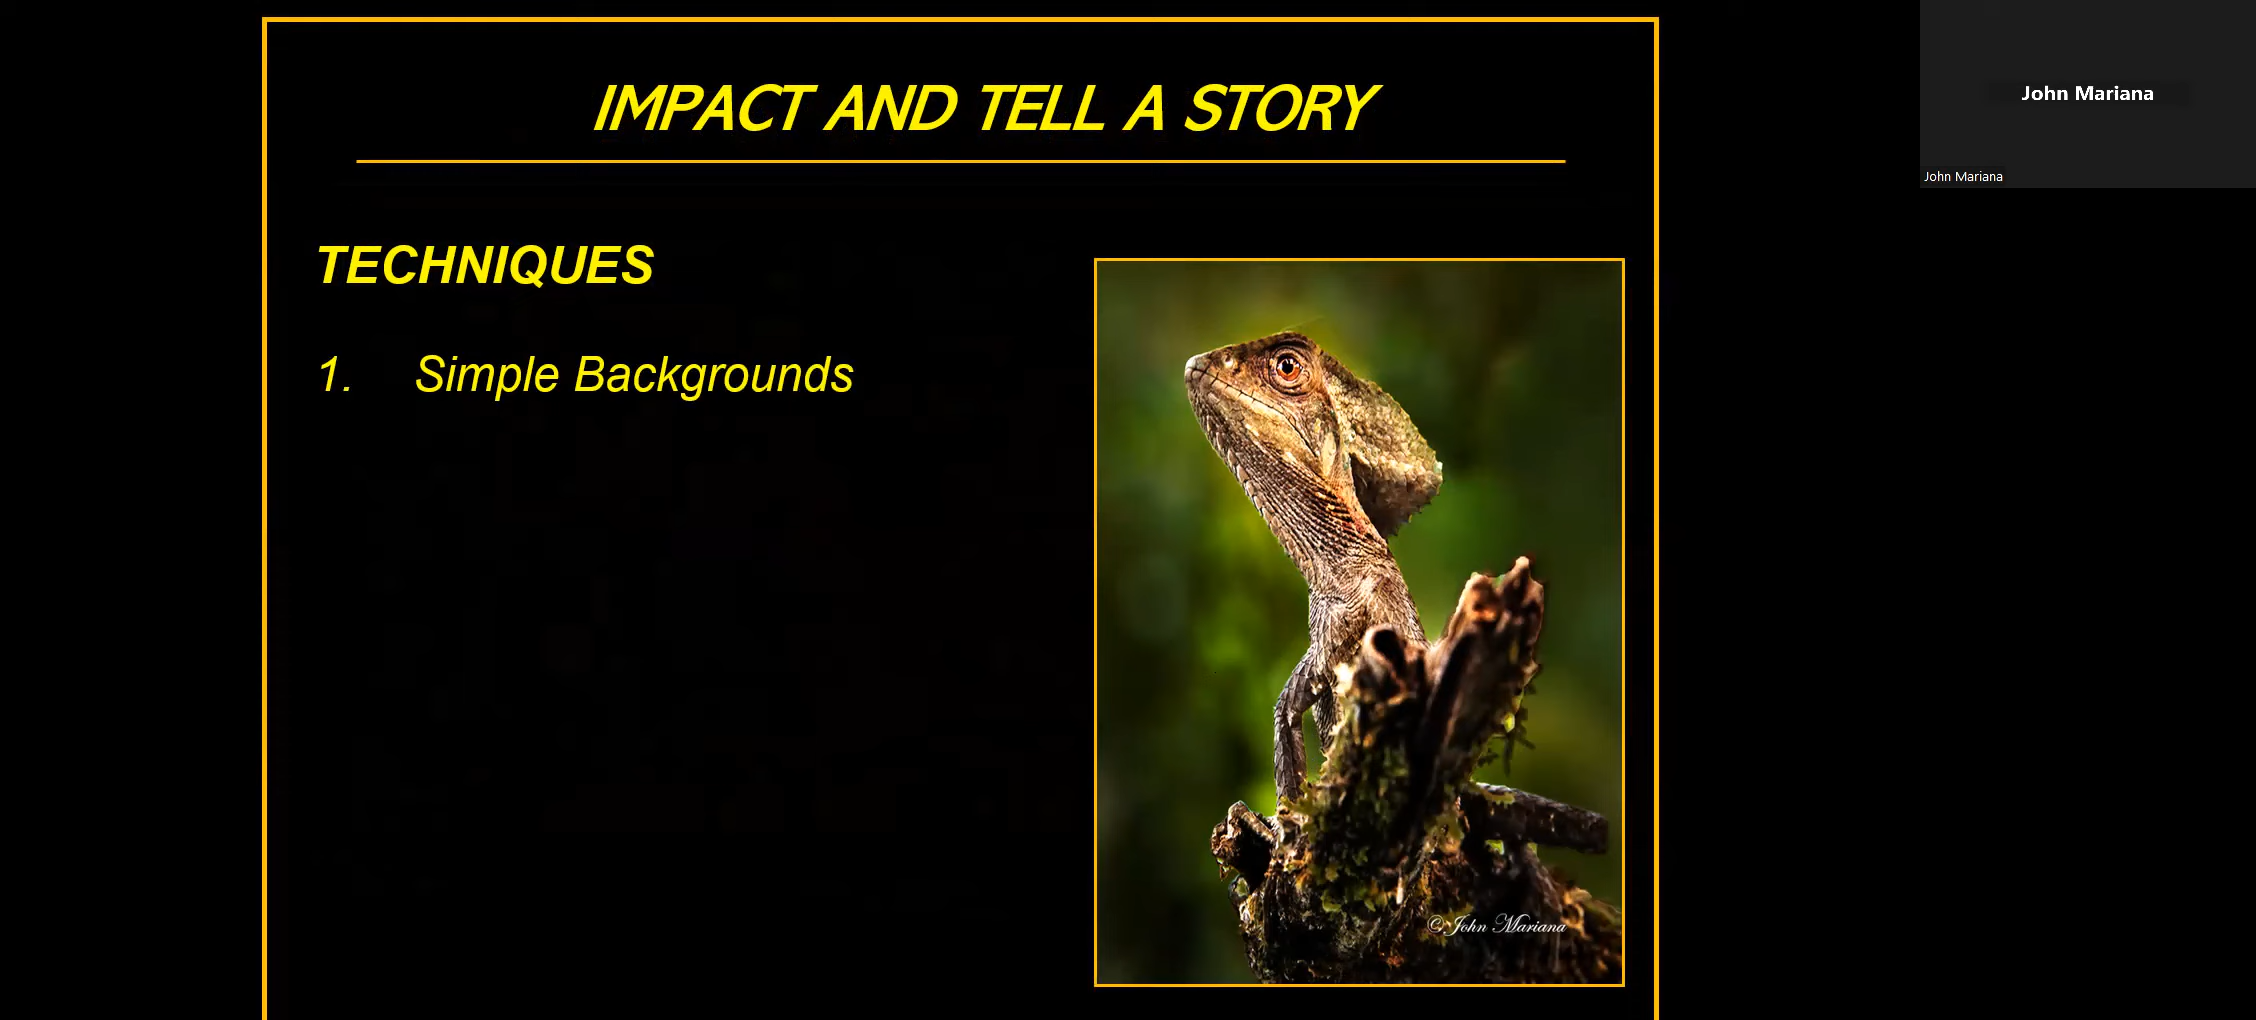 IMPACT AND TELL A STORY
John Mariana
John Mariana
TECHNIQUES
1. Simple Backgrounds
©John Mariana